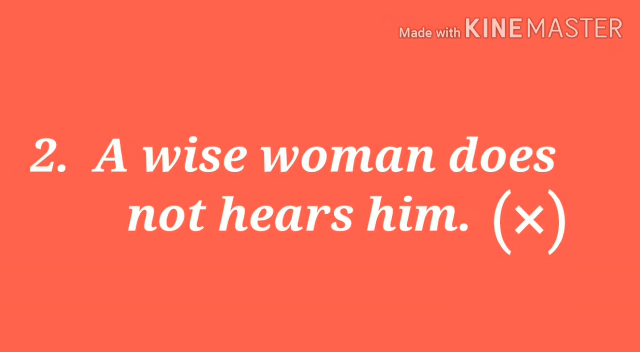 Made with KINEMASTER
2. A wise woman does
not hears him. (×)